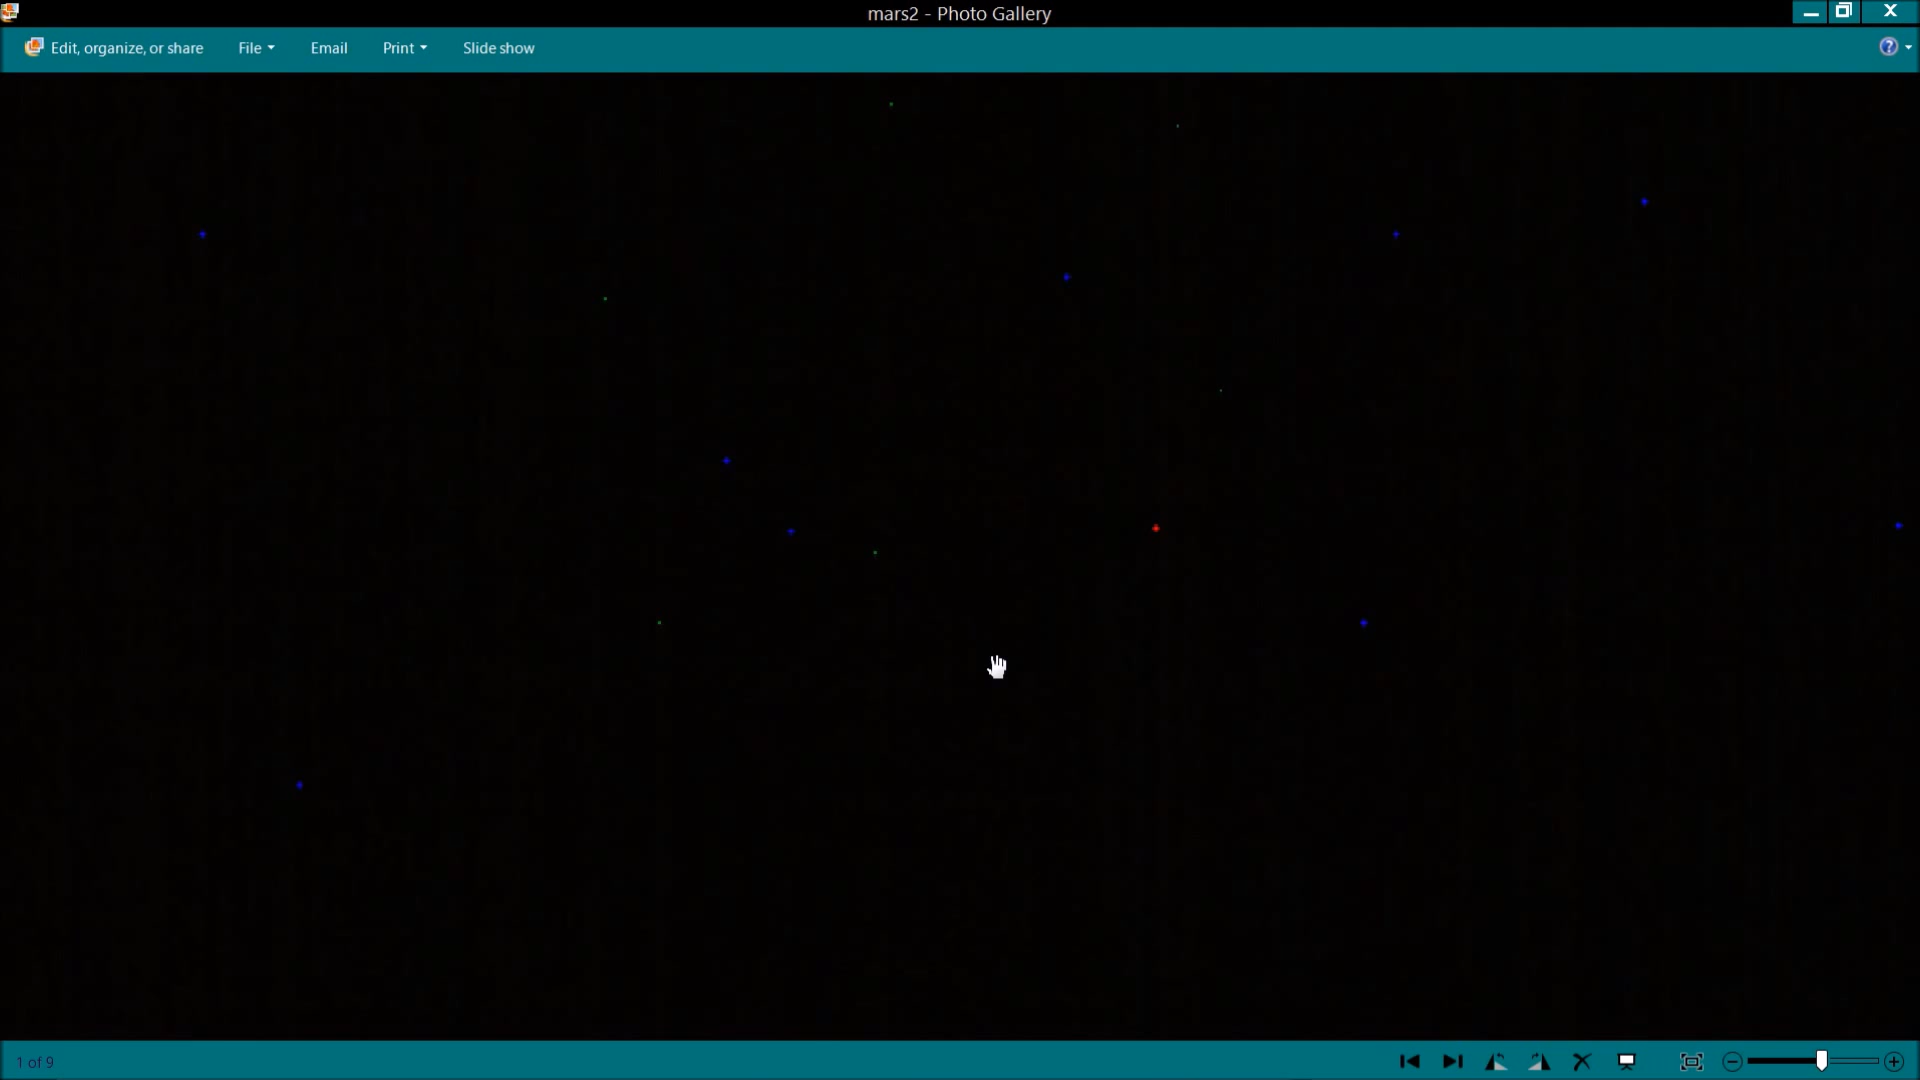 mars2 - Photo Gallery
Edit, organize, or share File Email Print Slide show
1 of 9